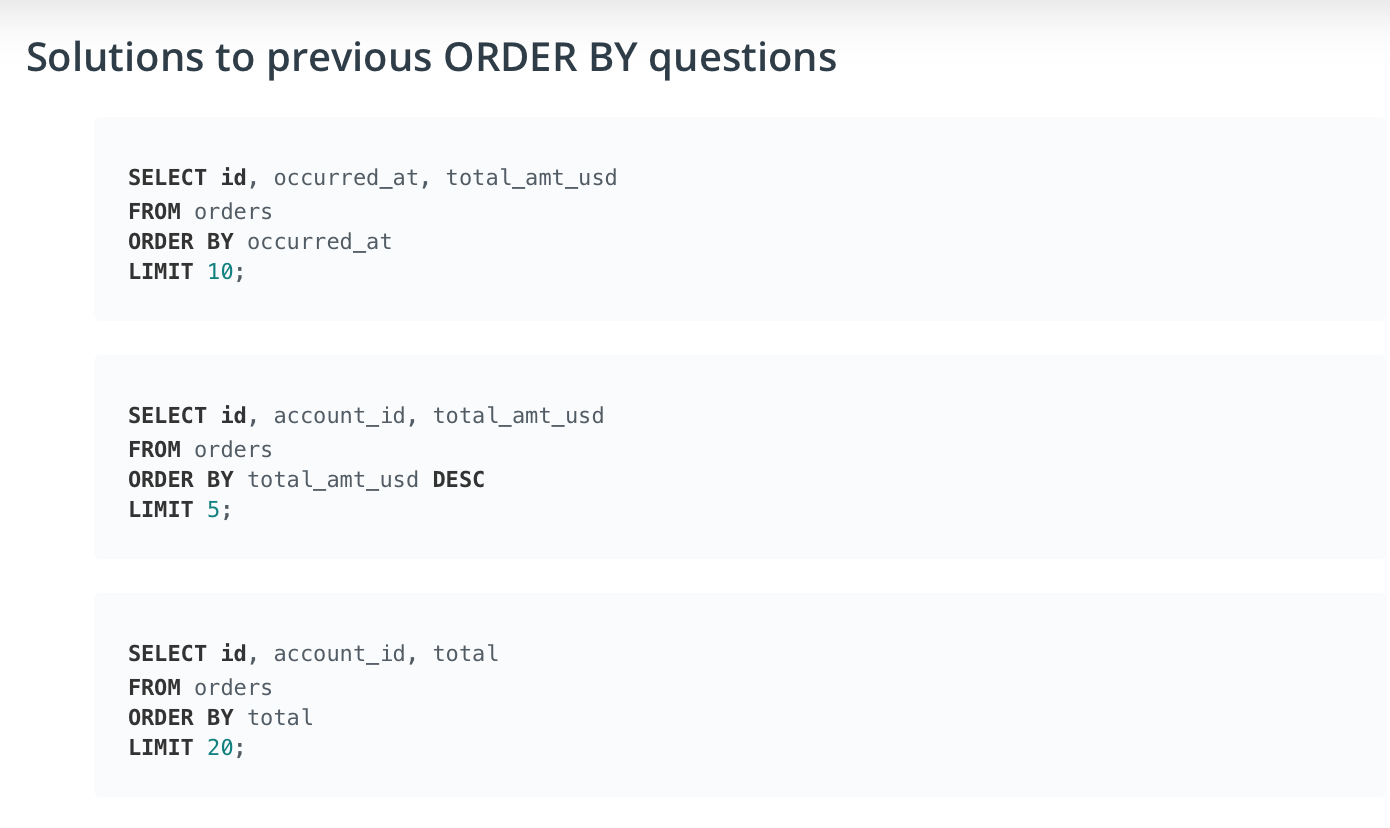 Solutions to previous ORDER BY questions
SELECT id, occurred_at, total_amt_usd
FROM orders
ORDER BY occurred_at
LIMIT 10;
SELECT id, account_id, total_amt_usd
FROM orders
ORDER BY total_amt_usd DESC
LIMIT 5;
SELECT id, account_id, total
FROM orders
ORDER BY total
LIMIT 20;